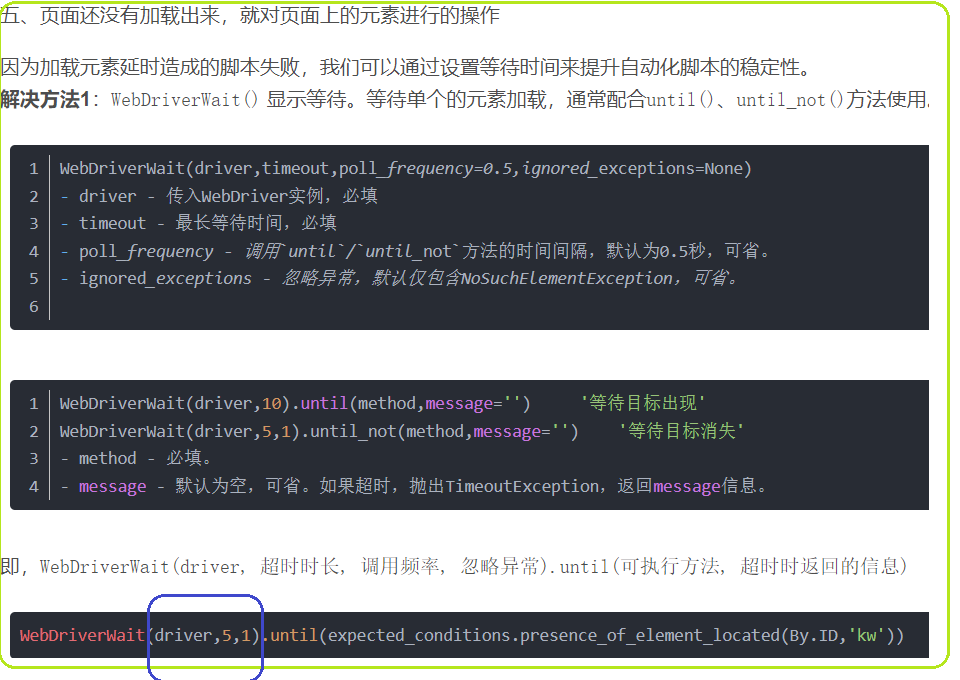 五、页面还没有加载出来，就对页面上的元素进行的操作
因为加载元素延时造成的脚本失败，我们可以通过设置等待时间来提升自动化脚本的稳定性。
解决方法1：WebDriverWait() 显示等待。等待单个的元素加载，通常配合until()、until_not()方法使用.
1 WebDriverWait(driver,timeout,poll_frequency=0.5,ignored_exceptions=None)
2 - driver - 传入WebDriver实例，必填
3 - timeout - 最长等待时间，必填
4 - poll_frequency - 调用`until`/`until_not`方法的时间间隔，默认为0.5秒，可省。
5 - ignored_exceptions - 忽略异常，默认仅包含NoSuchElementException，可省。
6
1 WebDriverWait(driver,10).until(method,message='') '等待目标出现'
2 WebDriverWait(driver,5,1).until_not(method,message='') '等待目标消失'
3 - method - 必填。
4 - message - 默认为空，可省。如果超时，抛出TimeoutException，返回message信息。
即，WebDriverWait(driver, 超时时长, 调用频率, 忽略异常).until(可执行方法, 超时时返回的信息)
WebDriverWait(driver,5,1).until(expected_conditions.presence_of_element_located(By.ID,'kw'))